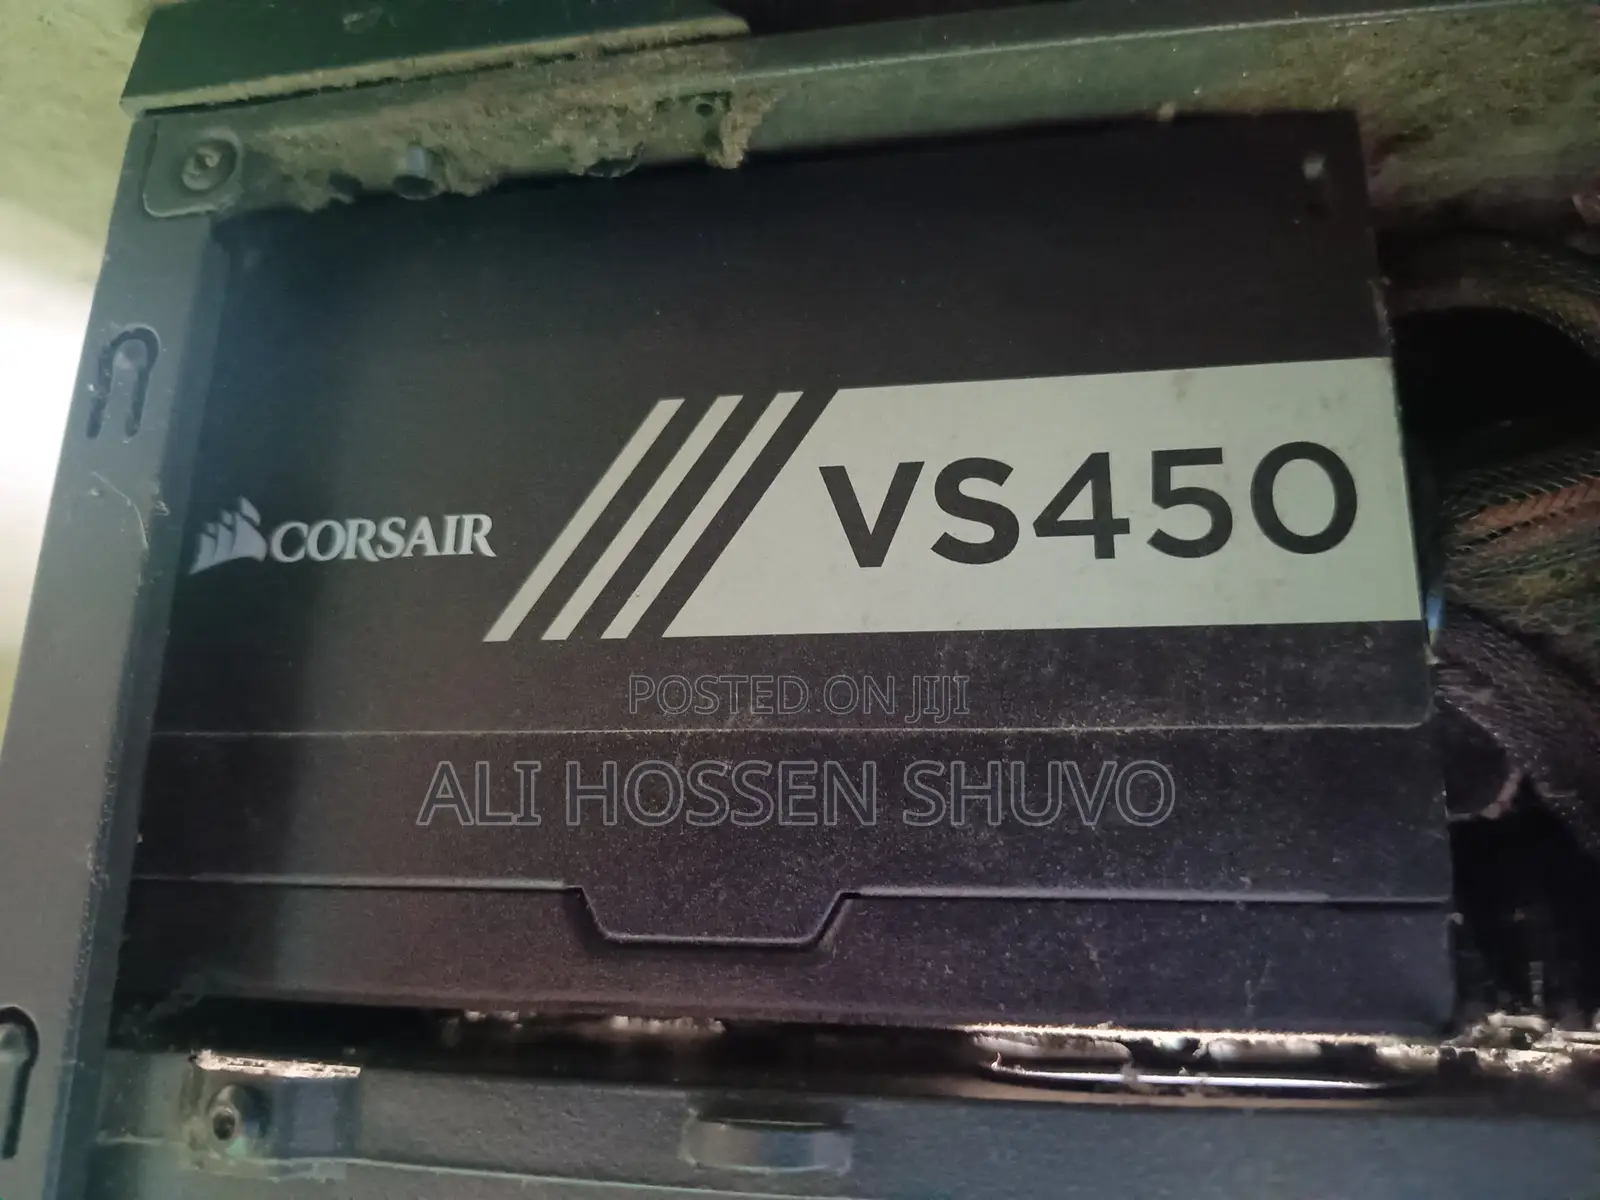 CORSAIR
VS450
POSTED ON JIJI
ALI HOSSEN SHUVO